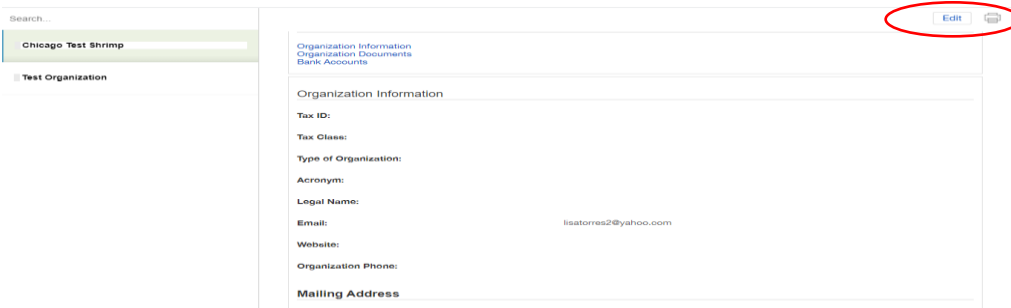 Search...
Edit
Chicago Test Shrimp
Test Organization
Organization Information
Organization Documents
Bank Accounts
Organization Information
Tax ID:
Tax Class:
Type of Organization:
Acronym:
Legal Name:
Email: lisatorres2@yahoo.com
Website:
Organization Phone:
Mailing Address